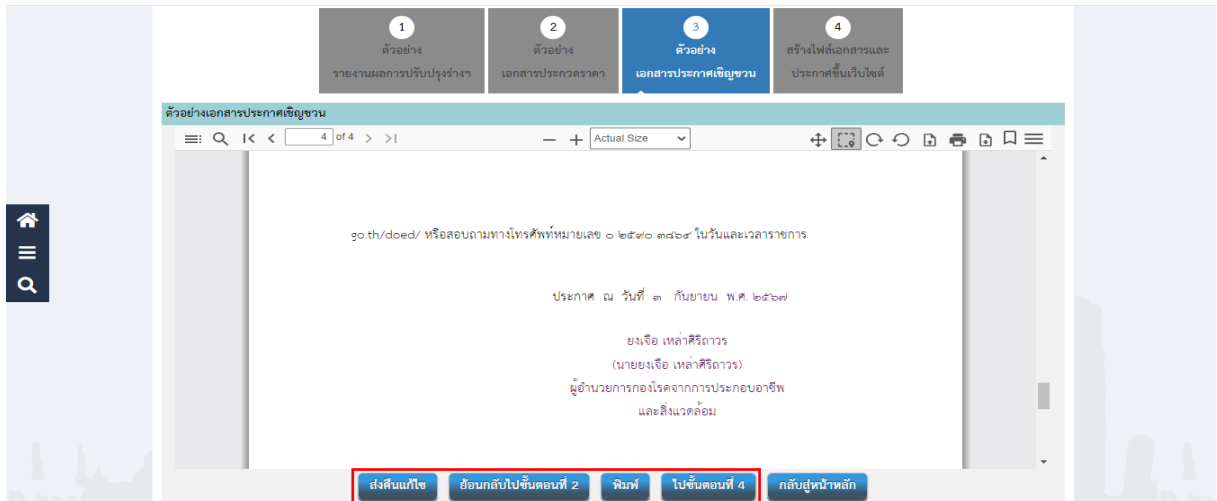 1
ตัวอย่าง
รายงานผลการปรับปรุงร่างฯ
2
ตัวอย่าง
เอกสารประกวดราคา
3
ตัวอย่าง
เอกสารประกาศเชิญชวน
4
สร้างไฟล์เอกสารและ
ประกาศขึ้นเว็บไซต์
ตัวอย่างเอกสารประกาศเชิญชวน
4 of 4
Actual Size
go.th/doed/ หรือสอบถามทางโทรศัพท์หมายเลข ๐ ๒๕๙๐ ๓๘๖๔ ในวันและเวลาราชการ
ประกาศ ณ วันที่ ๓ กันยายน พ.ศ. ๒๕๖๗
ยงเจือ เหล่าศิริถาวร
(นายยงเจือ เหล่าศิริถาวร)
ผู้อำนวยการกองโรคจากการประกอบอาชีพ
และสิ่งแวดล้อม
ส่งคืนแก้ไข ย้อนกลับไปขั้นตอนที่ 2 พิมพ์ ไปขั้นตอนที่ 4 กลับสู่หน้าหลัก